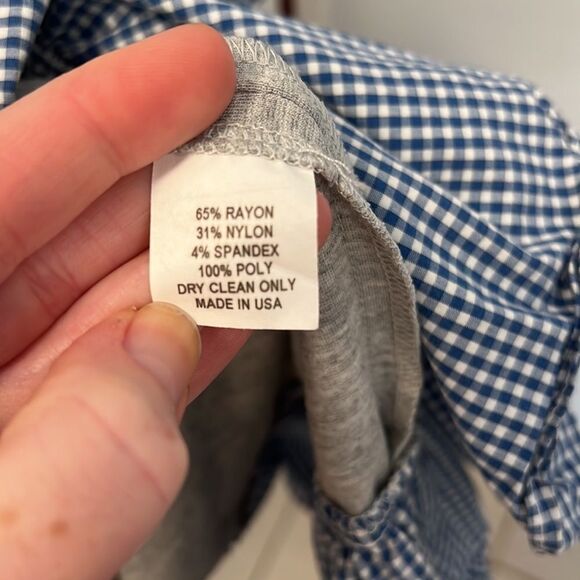 65% RAYON
31% NYLON
4% SPANDEX
100% POLY
DRY CLEAN ONLY
MADE IN USA